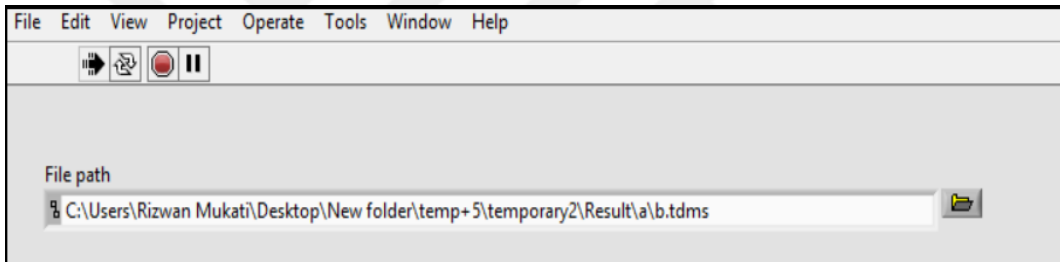 File Edit View Project Operate Tools Window Help
File path
C:\Users\Rizwan Mukati\Desktop\New folder\temp+5\temporary2\Result\a\b.tdms